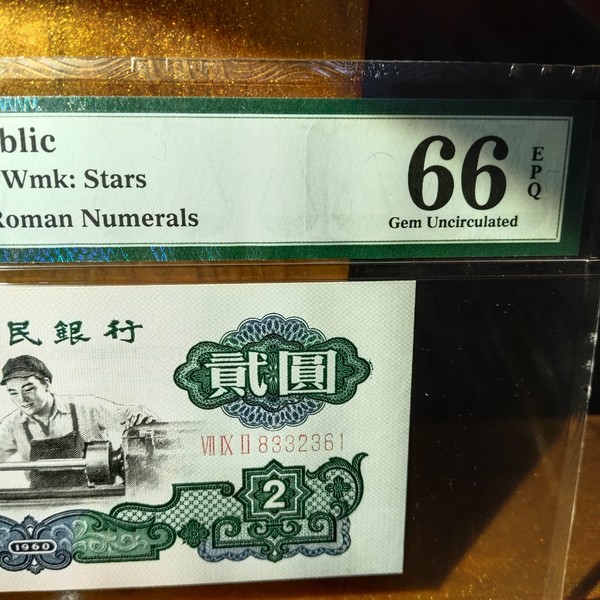 blic
Wmk: Stars
Roman Numerals
66
EPQ
Gem Uncirculated
民銀行
貳圓
VII IX II 8332361
2
1960